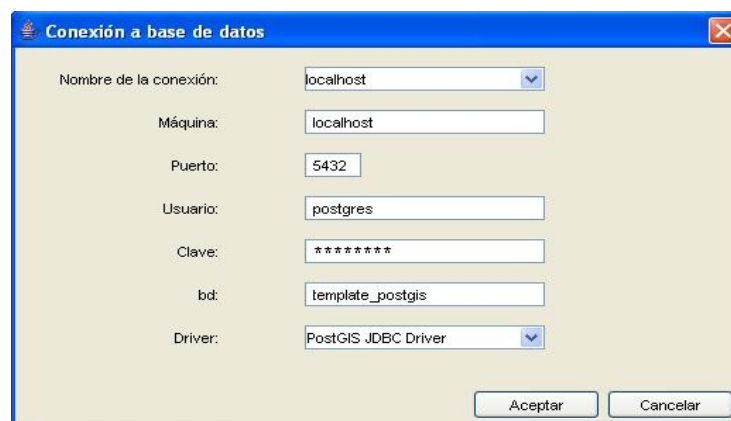 Conexión a base de datos
Nombre de la conexión: localhost
Máquina: localhost
Puerto: 5432
Usuario: postgres
Clave: ********
bd: template_postgis
Driver: PostGIS JDBC Driver
Aceptar Cancelar